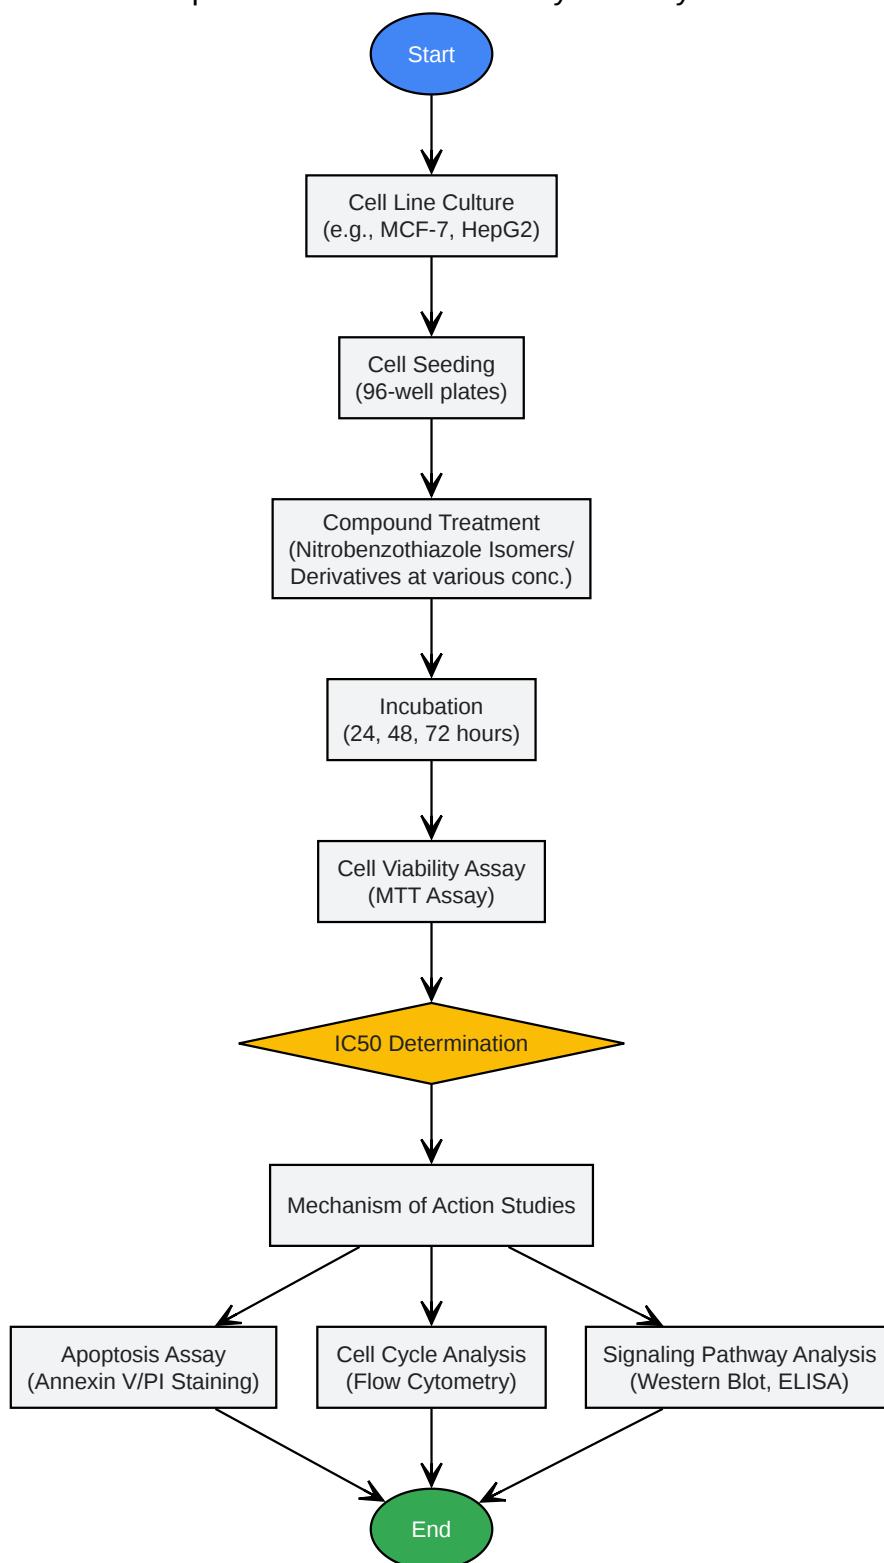 Start
Cell Line Culture
(e.g., MCF-7, HepG2)
Cell Seeding
(96-well plates)
Compound Treatment
(Nitrobenzothiazole Isomers/
Derivatives at various conc.)
Incubation
(24, 48, 72 hours)
Cell Viability Assay
(MTT Assay)
IC50 Determination
Mechanism of Action Studies
Apoptosis Assay
(Annexin V/PI Staining)
Cell Cycle Analysis
(Flow Cytometry)
Signaling Pathway Analysis
(Western Blot, ELISA)
End